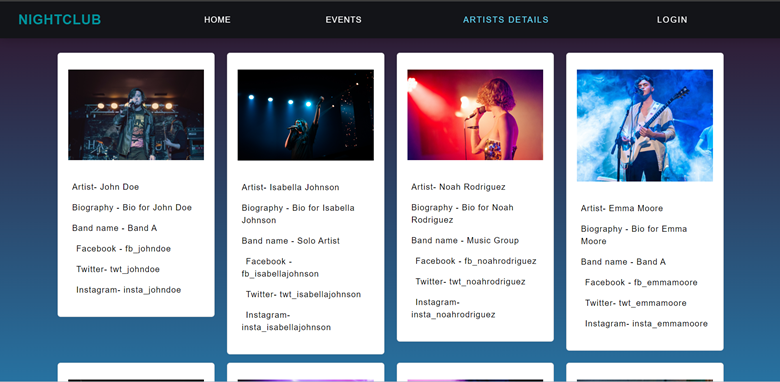 NIGHTCLUB
HOME
EVENTS
ARTISTS DETAILS
LOGIN
Artist- John Doe
Biography - Bio for John Doe
Band name - Band A
Facebook - fb_johndoe
Twitter- twt_johndoe
Instagram- insta_johndoe
Artist- Isabella Johnson
Biography - Bio for Isabella
Johnson
Band name - Solo Artist
Facebook -
fb_isabellajohnson
Twitter- twt_isabellajohnson
Instagram-
insta_isabellajohnson
Artist- Noah Rodriguez
Biography - Bio for Noah
Rodriguez
Band name - Music Group
Facebook - fb_noahrodriguez
Twitter- twt_noahrodriguez
Instagram-
insta_noahrodriguez
Artist- Emma Moore
Biography - Bio for Emma
Moore
Band name - Band A
Facebook - fb_emmamoore
Twitter- twt_emmamoore
Instagram- insta_emmamoore